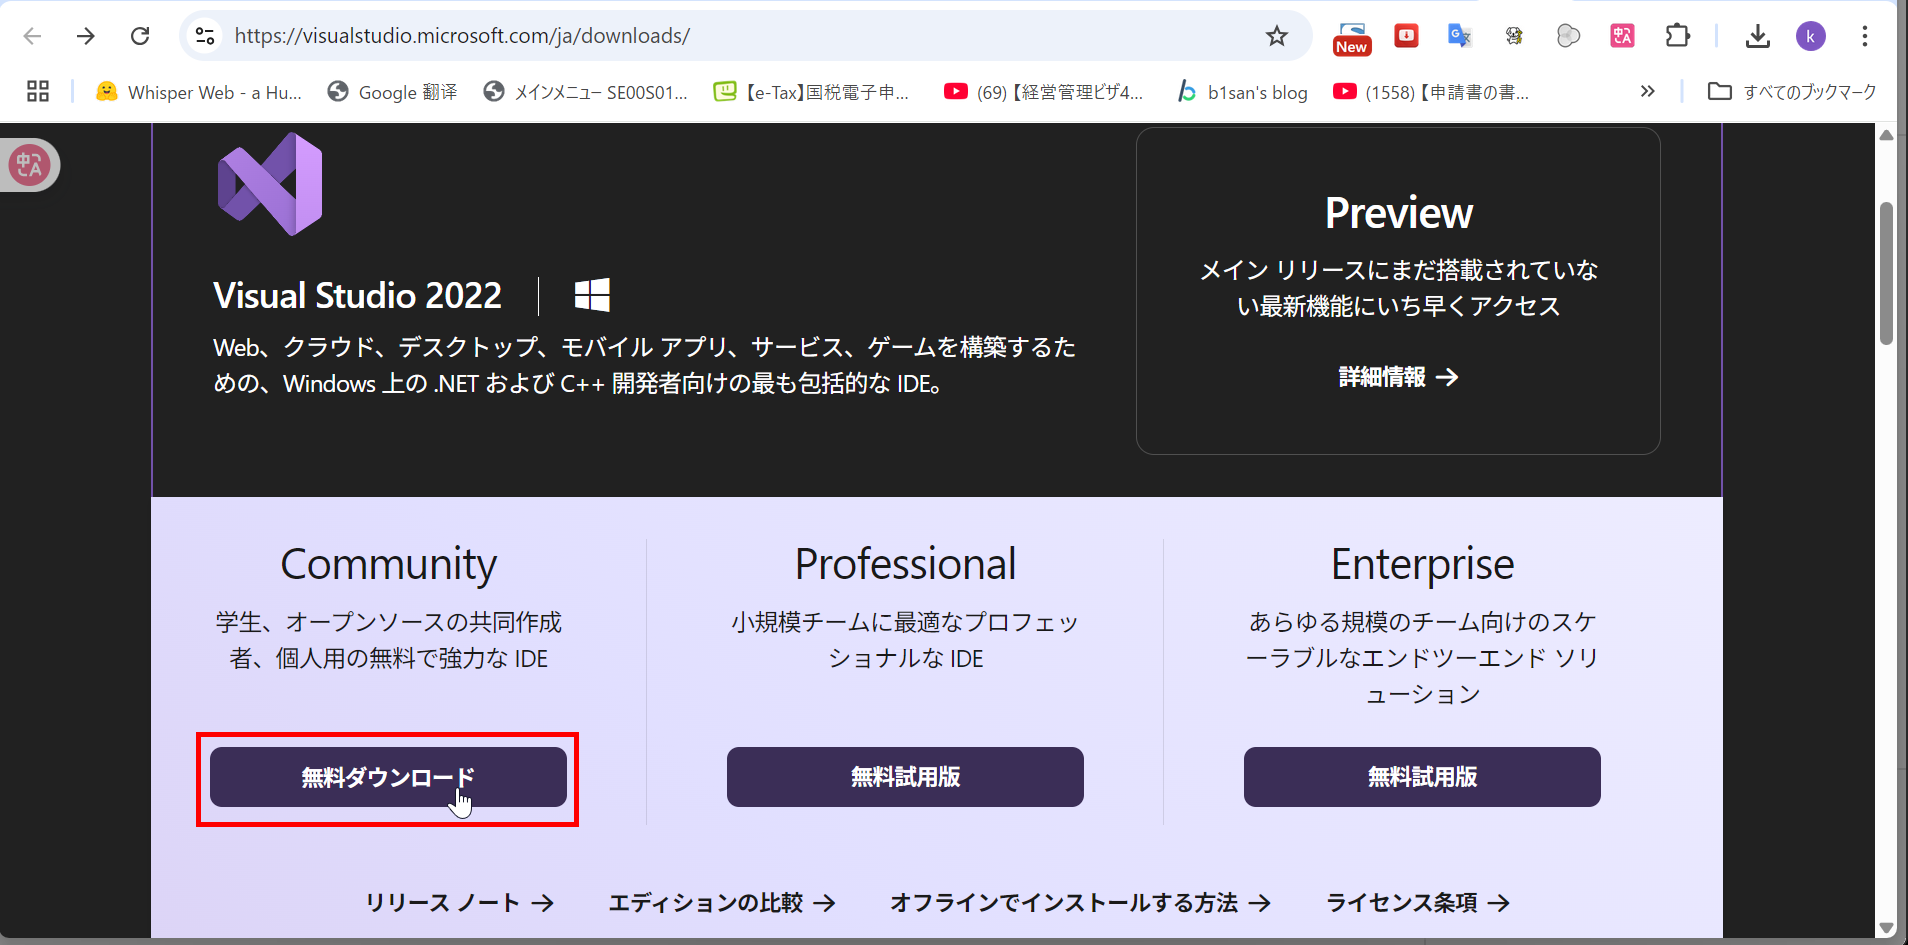 https://visualstudio.microsoft.com/ja/downloads/
New
k
Whisper Web - a Hu...
Google 翻译
メインメニュー SE00S01...
【e-Tax】国税電子申...
(69)【経営管理ビザ4...
b1san's blog
(1558)【申請書の書...
すべてのブックマーク
Visual Studio 2022
Web、クラウド、デスクトップ、モバイル アプリ、サービス、ゲームを構築するた
めの、Windows 上の .NET および C++ 開発者向けの最も包括的な IDE。
Preview
メイン リリースにまだ搭載されていな
い最新機能にいち早くアクセス
詳細情報 →
Community
学生、オープンソースの共同作成
者、個人用の無料で強力な IDE
無料ダウンロード
Professional
小規模チームに最適なプロフェッ
ショナルな IDE
無料試用版
Enterprise
あらゆる規模のチーム向けのスケ
ーラブルなエンドツーエンド ソリ
ューション
無料試用版
リリース ノート →
エディションの比較 →
オフラインでインストールする方法 →
ライセンス条項 →